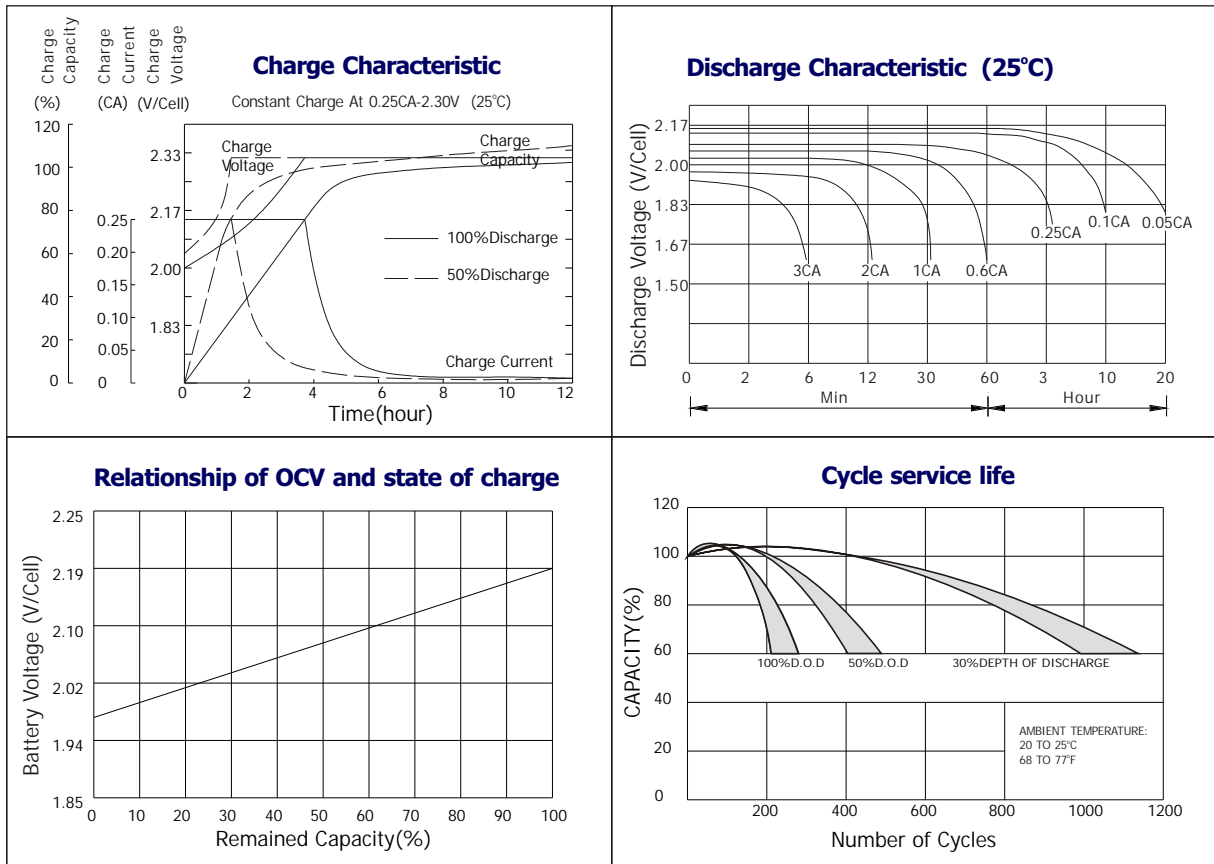 Charge Capacity
Charge Current
Charge Voltage
(%) (CA) (V/Cell)
Charge Characteristic
Constant Charge At 0.25CA-2.30V (25°C)
120
100
80
60
40
20
0
0.25
0.20
0.15
0.10
0.05
0
2.33
2.17
2.00
1.83
Charge Voltage
Charge Capacity
100%Discharge
50%Discharge
Charge Current
0 2 4 6 8 10 12
Time(hour)
Discharge Characteristic (25°C)
Discharge Voltage (V/Cell)
2.17
2.00
1.83
1.67
1.50
3CA 2CA 1CA 0.6CA 0.25CA 0.1CA 0.05CA
0 2 6 12 30 60 3 10 20
Min Hour
Relationship of OCV and state of charge
Battery Voltage (V/Cell)
2.25
2.19
2.10
2.02
1.94
1.85
0 10 20 30 40 50 60 70 80 90 100
Remained Capacity(%)
Cycle service life
CAPACITY(%)
120
100
80
60
40
20
0
100%D.O.D 50%D.O.D 30%DEPTH OF DISCHARGE
AMBIENT TEMPERATURE:
20 TO 25°C
68 TO 77°F
200 400 600 800 1000 1200
Number of Cycles